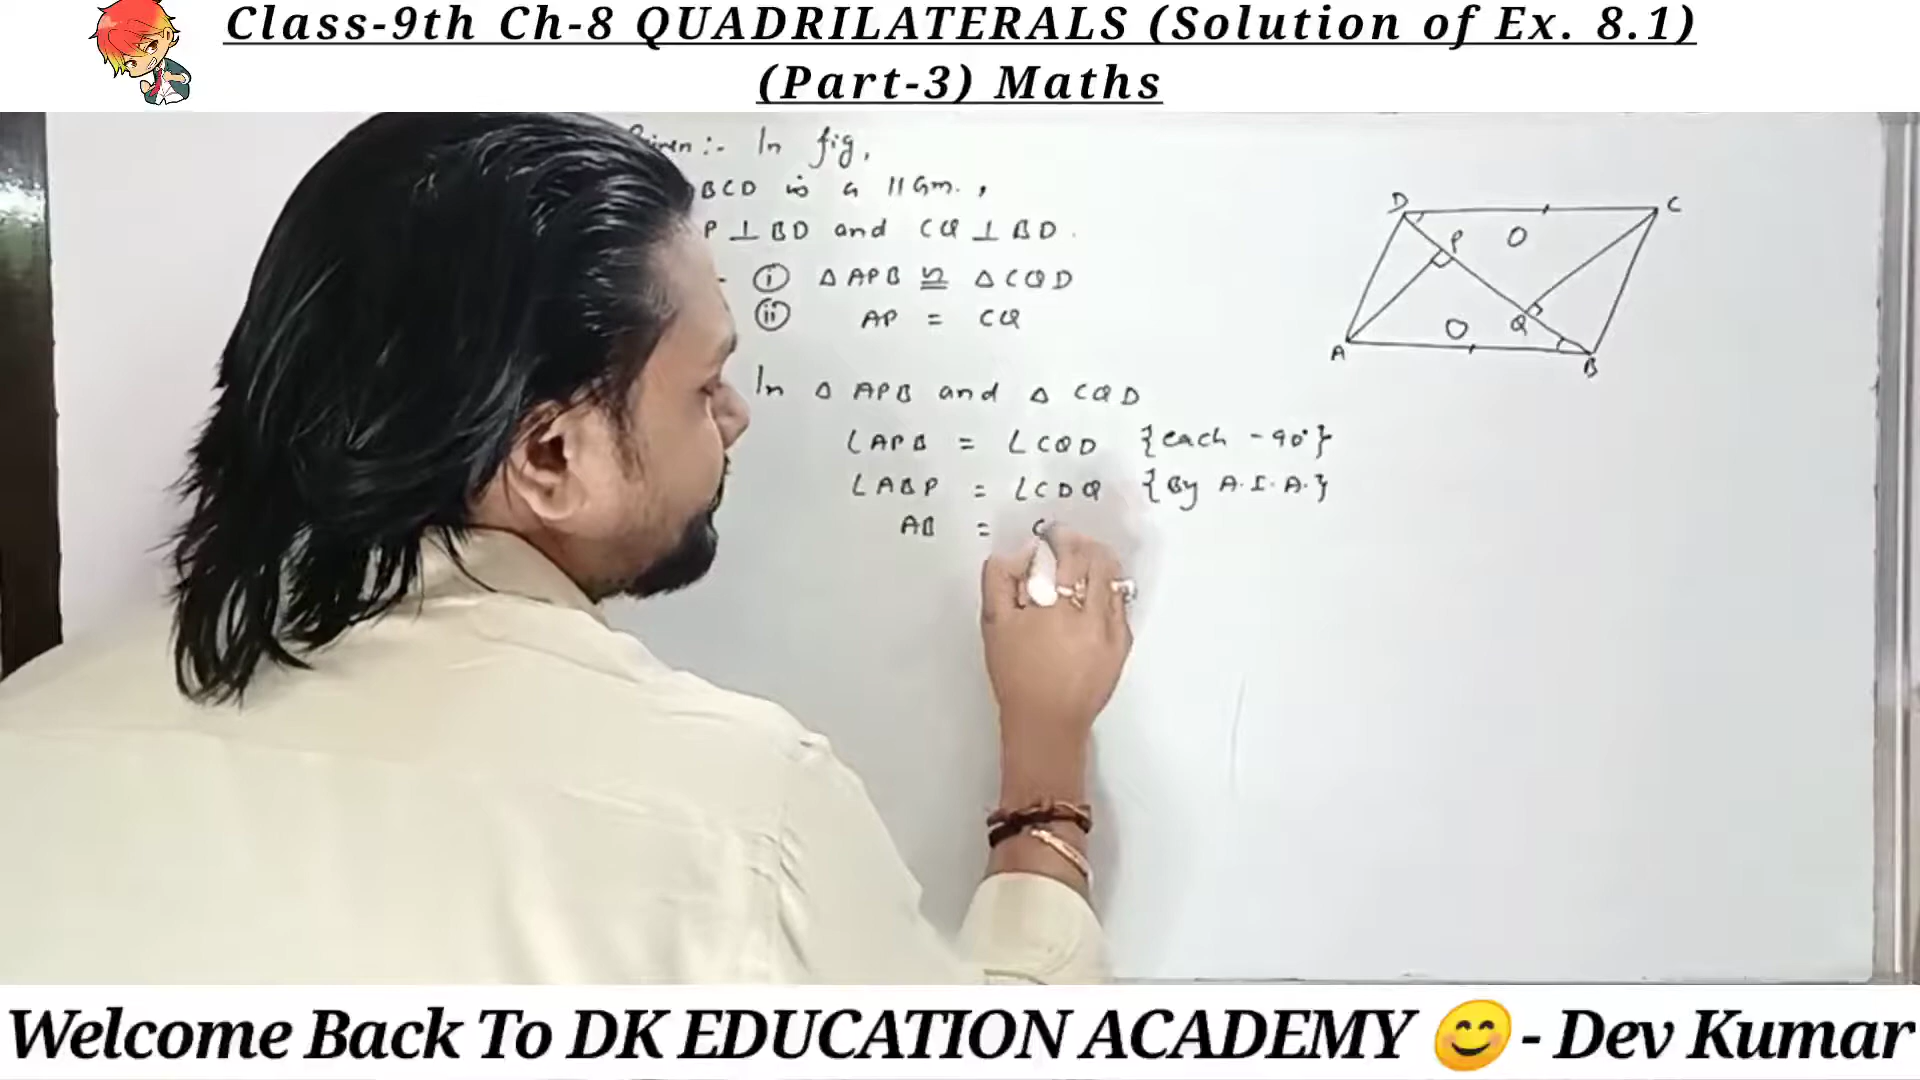 Class-9th Ch-8 QUADRILATERALS (Solution of Ex. 8.1)
(Part-3) Maths
:- In fig,
BCD is a ||Gm.,
P ⊥ BD and CQ ⊥ BD.
- (i) △APB ≅ △CQD
(ii) AP = CQ
In △ APB and △ CQD
∠APB = ∠CQD {each -90°}
∠ABP = ∠CDQ {By A.I.A.}
AB = C
D
C
P
O
O
Q
A
B
Welcome Back To DK EDUCATION ACADEMY 😊 - Dev Kumar